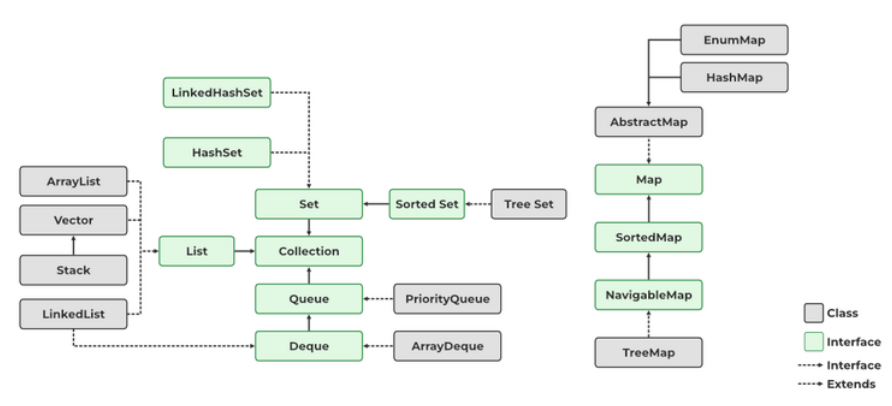 EnumMap
HashMap
LinkedHashSet
AbstractMap
HashSet
ArrayList
Map
Set
Sorted Set
Tree Set
Vector
SortedMap
List
Collection
Stack
NavigableMap
Queue
PriorityQueue
LinkedList
Class
Deque
ArrayDeque
TreeMap
Interface
Interface
Extends